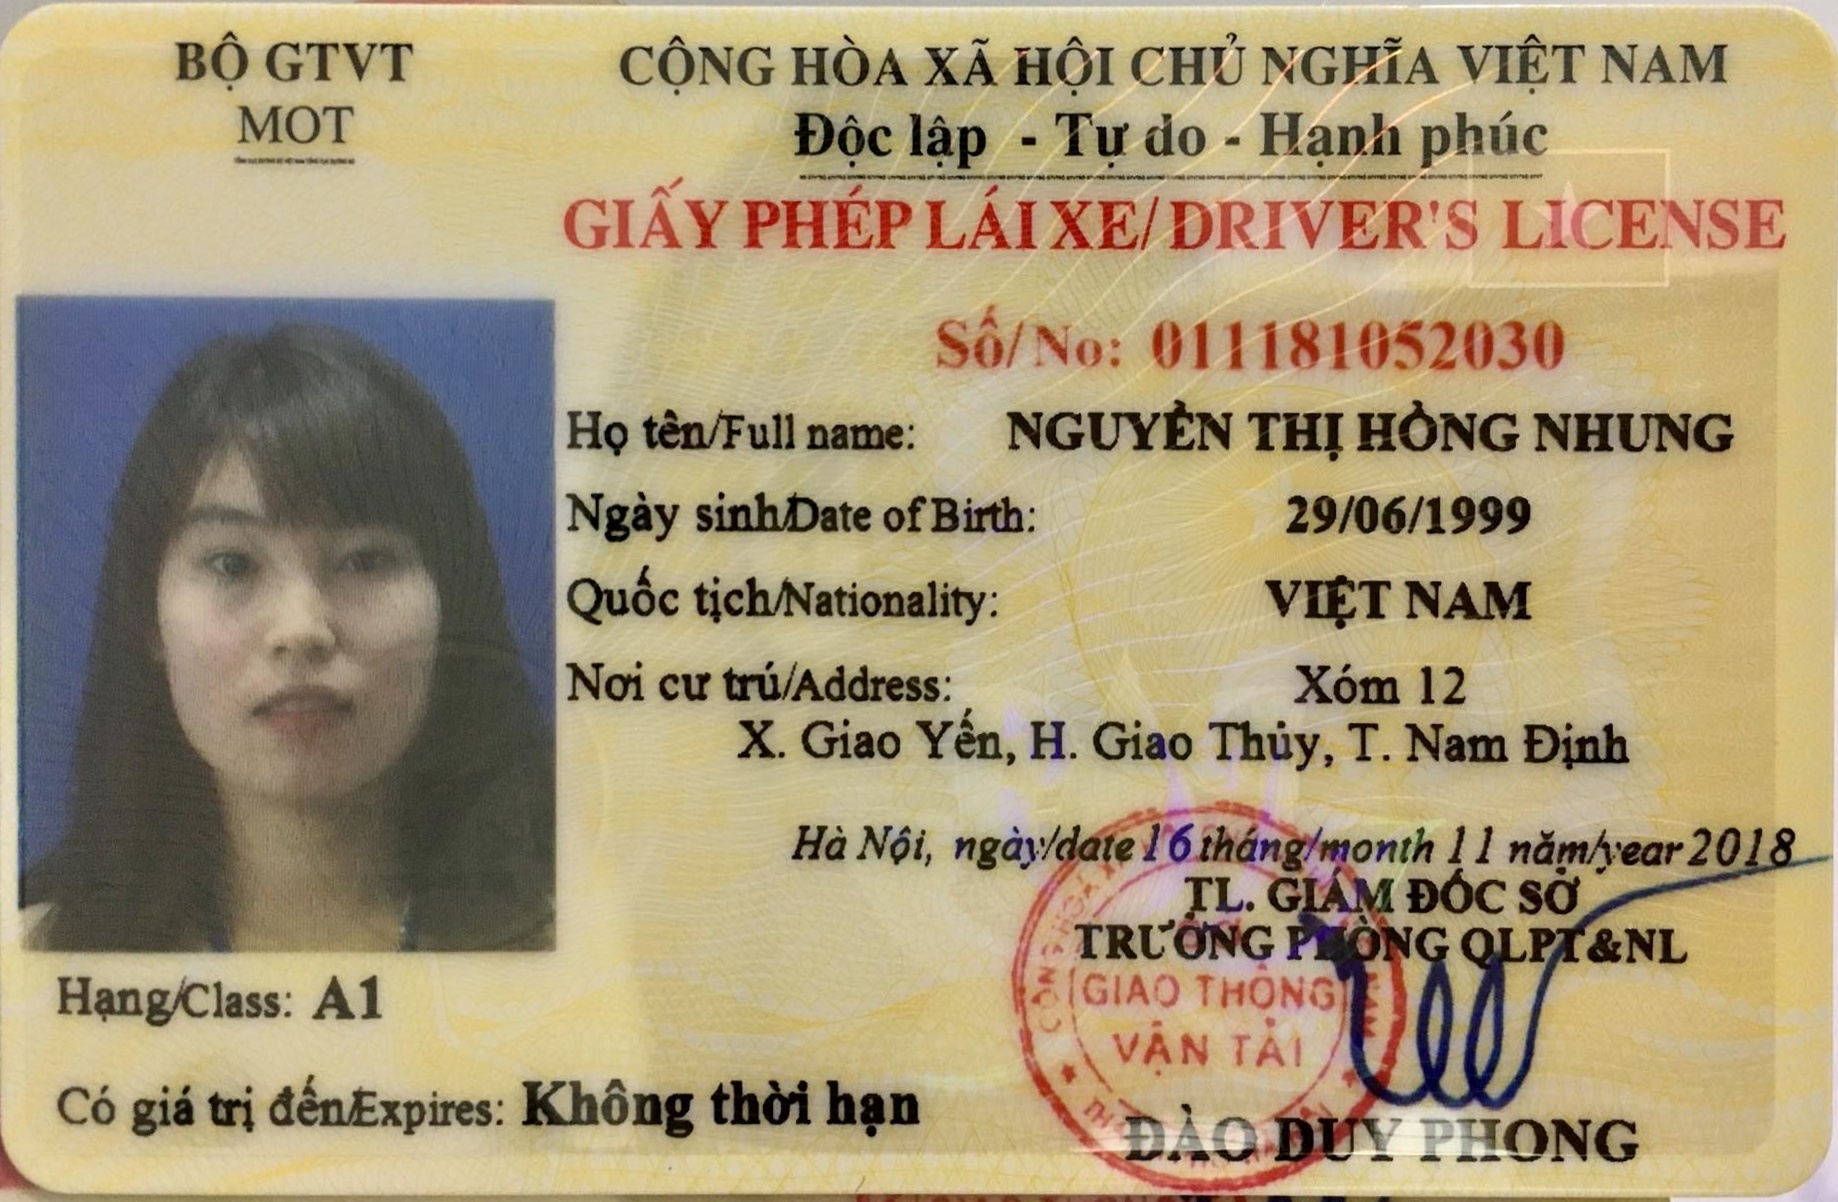 BỘ GTVT
MOT
CỘNG HÒA XÃ HỘI CHỦ NGHĨA VIỆT NAM
Độc lập - Tự do - Hạnh phúc
GIẤY PHÉP LÁI XE/DRIVER'S LICENSE
Số/No: 011181052030
Họ tên/Full name: NGUYỄN THỊ HỒNG NHUNG
Ngày sinh/Date of Birth: 29/06/1999
Quốc tịch/Nationality: VIỆT NAM
Nơi cư trú/Address: Xóm 12
X. Giao Yến, H. Giao Thủy, T. Nam Định
Hà Nội, ngày/date 16 tháng/month 11 năm/year 2018
TL. GIÁM ĐỐC SỞ
TRƯỞNG PHÒNG QLPT&NL
GIAO THÔNG
VẬN TẢI
ĐÀO DUY PHONG
Hạng/Class: A1
Có giá trị đến/Expires: Không thời hạn